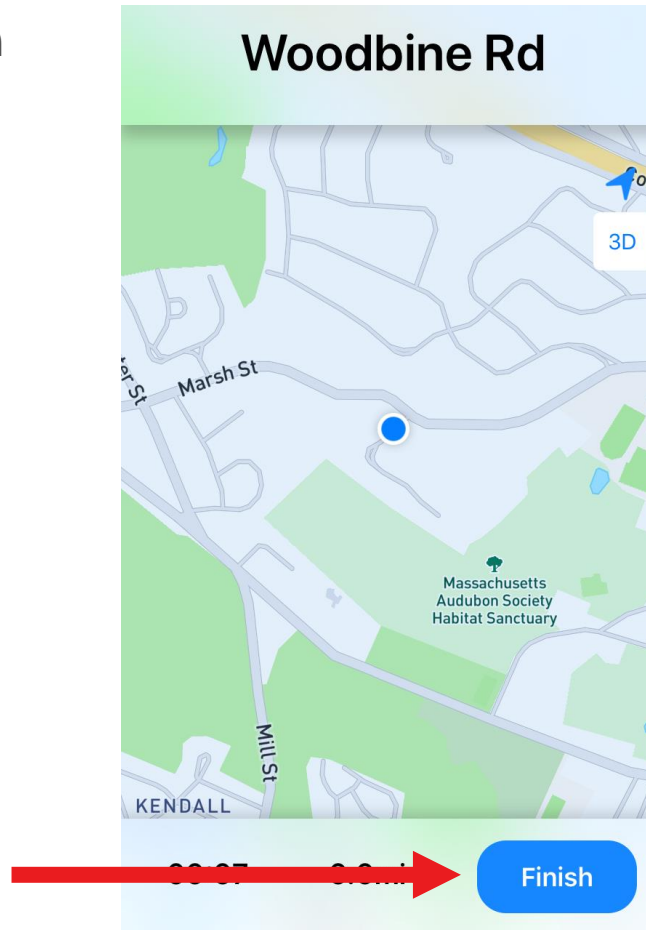 Woodbine Rd
3D
Marsh St
Massachusetts
Audubon Society
Habitat Sanctuary
Mill St
KENDALL
Finish